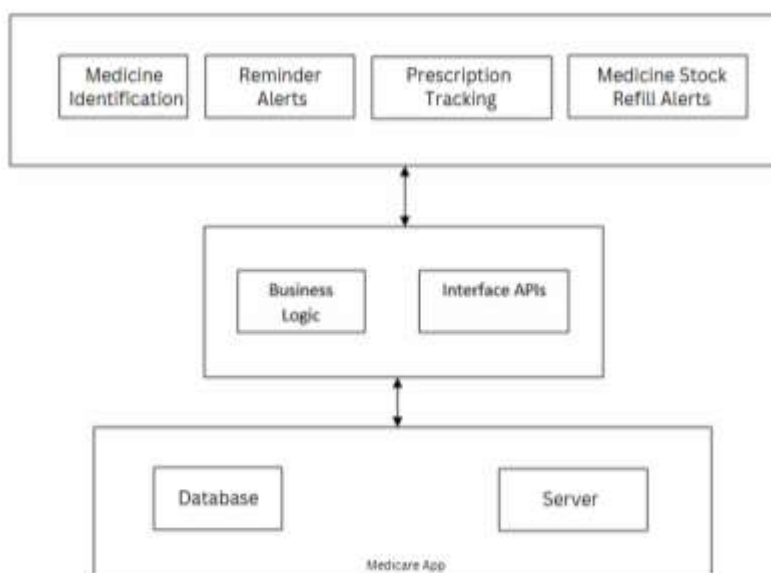 Medicine
Identification
Reminder
Alerts
Prescription
Tracking
Medicine Stock
Refill Alerts
Business
Logic
Interface APIs
Database
Server
Medicare App